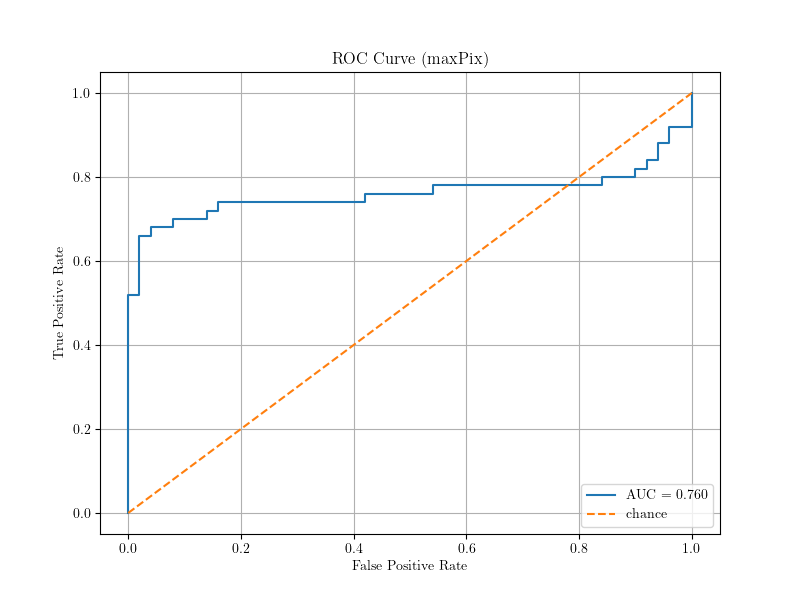 ROC Curve (maxPix)
True Positive Rate
1.0
0.8
0.6
0.4
0.2
0.0
AUC = 0.760
chance
0.0 0.2 0.4 0.6 0.8 1.0
False Positive Rate